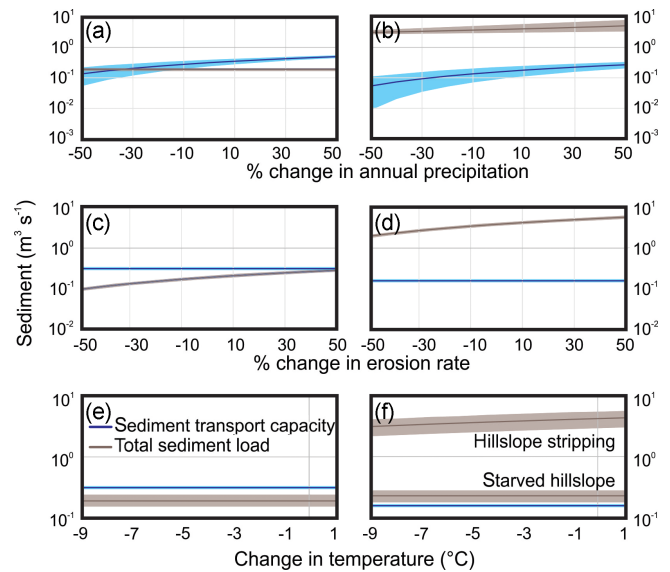 (a)
(b)
10¹
10⁰
10⁻¹
10⁻²
10⁻³
10¹
10⁰
10⁻¹
10⁻²
10⁻³
-50 -30 -10 10 30 50
-50 -30 -10 10 30 50
% change in annual precipitation
Sediment (m³ s⁻¹)
(c)
(d)
10¹
10⁰
10⁻¹
10⁻²
10¹
10⁰
10⁻¹
10⁻²
-50 -30 -10 10 30 50
-50 -30 -10 10 30 50
% change in erosion rate
(e)
Sediment transport capacity
Total sediment load
(f)
Hillslope stripping
Starved hillslope
10¹
10⁰
10⁻¹
10¹
10⁰
10⁻¹
-9 -7 -5 -3 -1 1
-9 -7 -5 -3 -1 1
Change in temperature (°C)